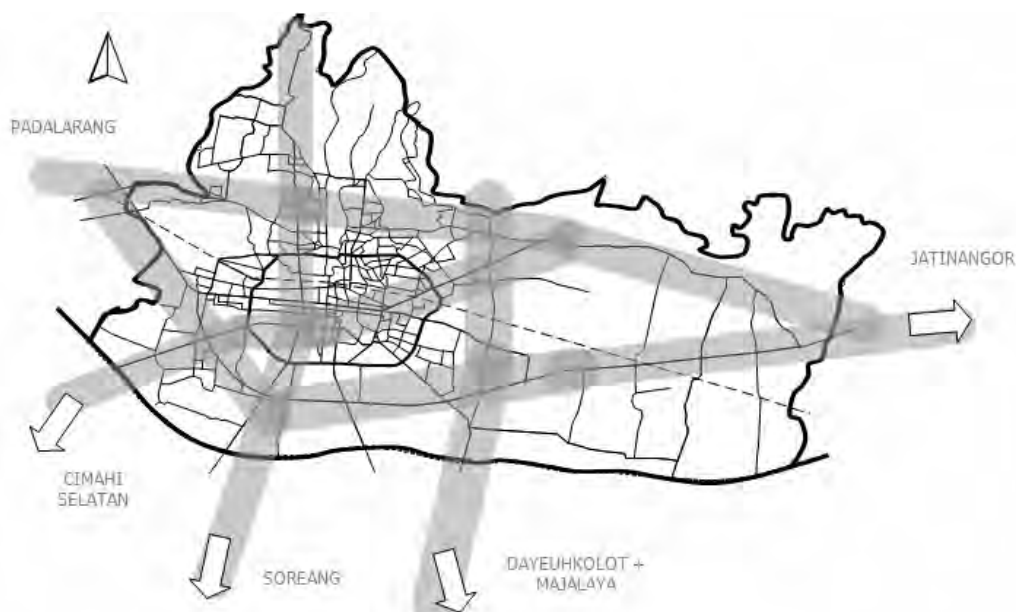 PADALARANG
JATINANGOR
CIMAHI
SELATAN
SOREANG
DAYEUHKOLOT +
MAJALAYA